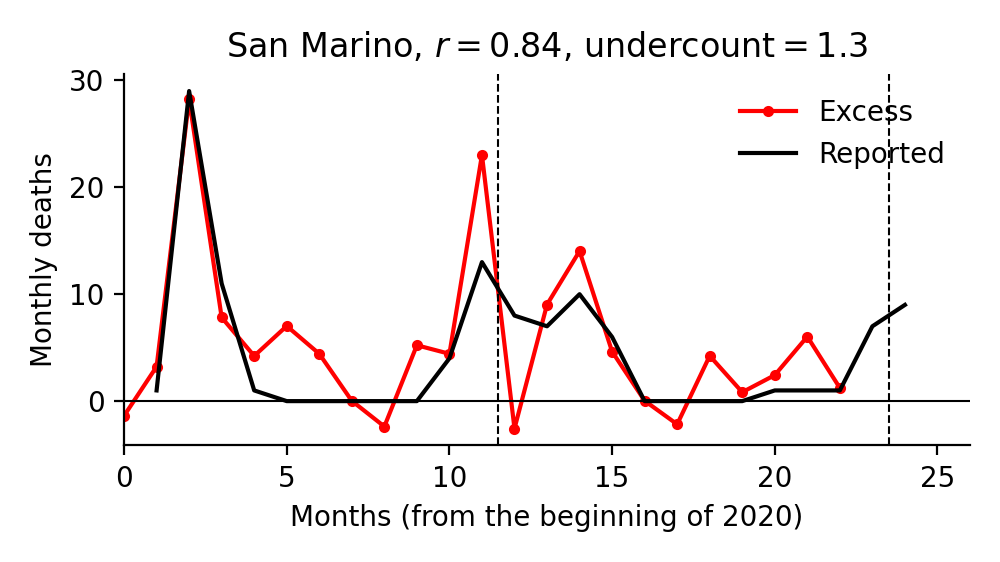 San Marino, r = 0.84, undercount = 1.3
Excess
Reported
Monthly deaths
30
20
10
0
0 5 10 15 20 25
Months (from the beginning of 2020)